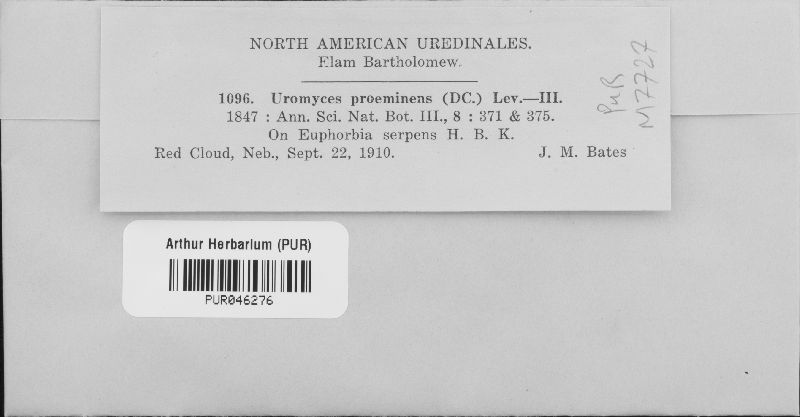 NORTH AMERICAN UREDINALES.
Elam Bartholomew.
1096. Uromyces proeminens (DC.) Lev.—III.
1847 : Ann. Sci. Nat. Bot. III., 8 : 371 & 375.
On Euphorbia serpens H. B. K.
Red Cloud, Neb., Sept. 22, 1910. J. M. Bates
PuR
M7727
Arthur Herbarium (PUR)
PUR046276